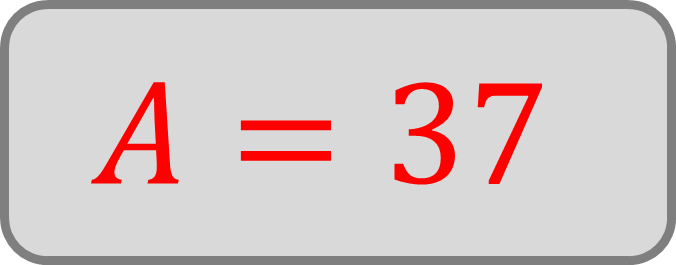 A = 37